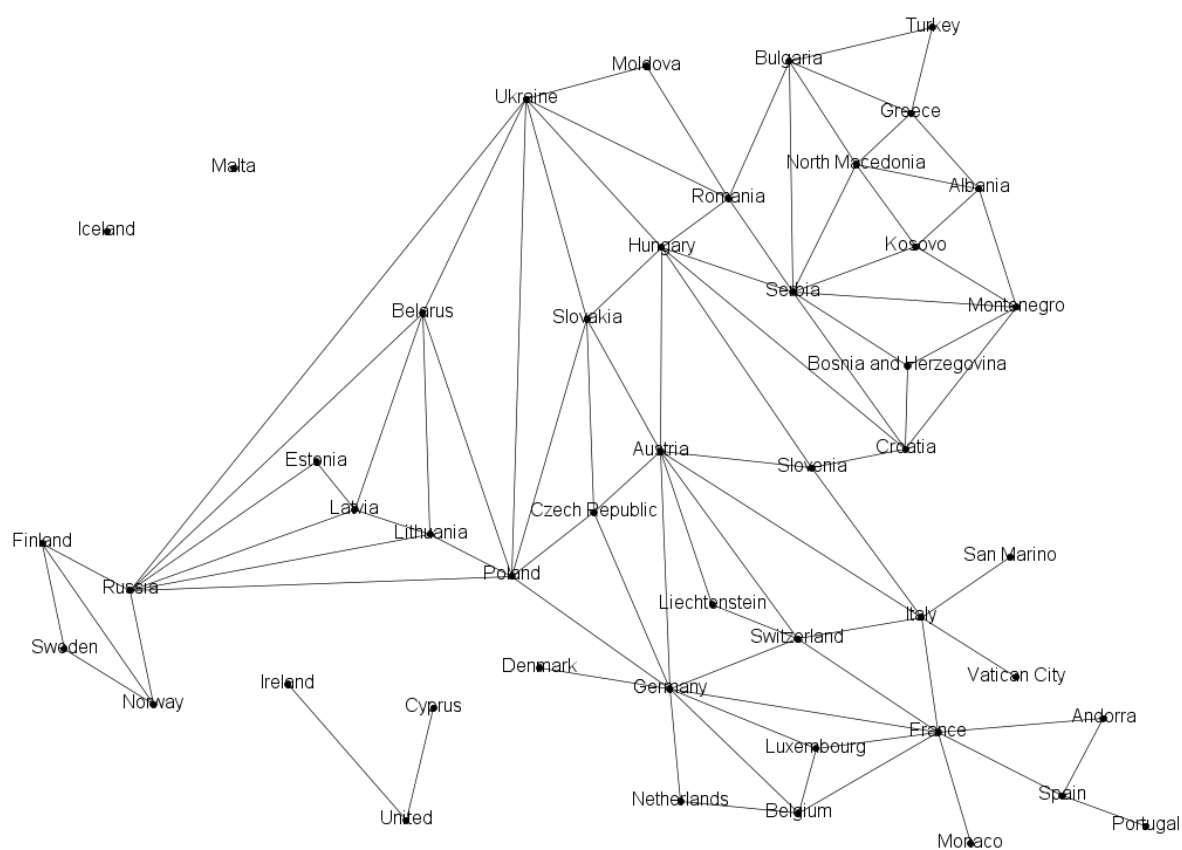 Turkey
Bulgaria
Moldova
Ukraine
Greece
North Macedonia
Malta
Albania
Romania
Iceland
Hungary
Kosovo
Serbia
Montenegro
Belarus
Slovakia
Bosnia and Herzegovina
Austria
Croatia
Estonia
Slovenia
Latvia
Czech Republic
Lithuania
Finland
San Marino
Poland
Russia
Liechtenstein
Italy
Switzerland
Sweden
Denmark
Vatican City
Ireland
Germany
Norway
Cyprus
Andorra
France
Luxembourg
Spain
Netherlands
Belgium
United
Portugal
Monaco